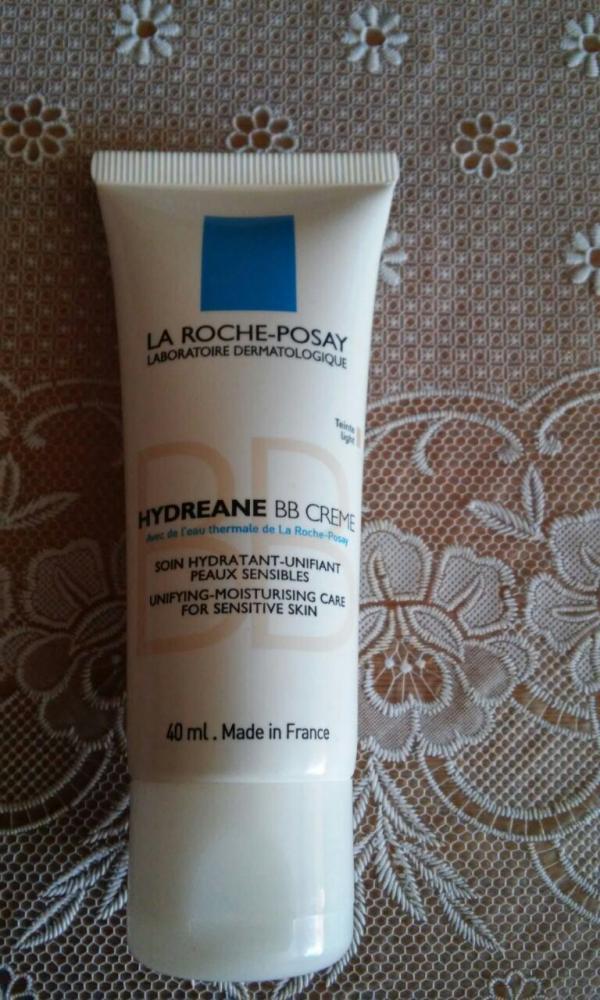 LA ROCHE-POSAY
LABORATOIRE DERMATOLOGIQUE
Teinte
light
BB
HYDREANE BB CREME
Avec de l'eau thermale de La Roche-Posay
SOIN HYDRATANT-UNIFIANT
PEAUX SENSIBLES
UNIFYING-MOISTURISING CARE
FOR SENSITIVE SKIN
40 ml . Made in France